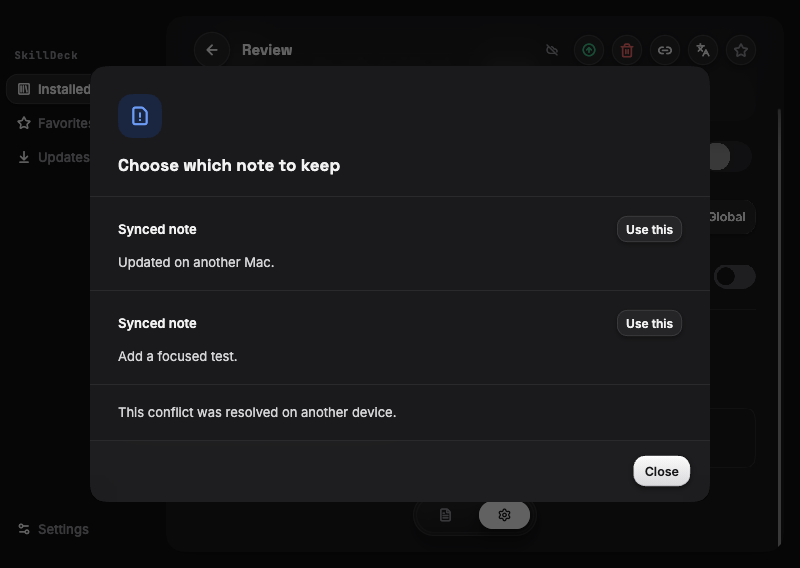 SkillDeck
Review
Installed
Favorites
Updates
Global
Choose which note to keep
Synced note
Use this
Updated on another Mac.
Synced note
Use this
Add a focused test.
This conflict was resolved on another device.
Close
Settings